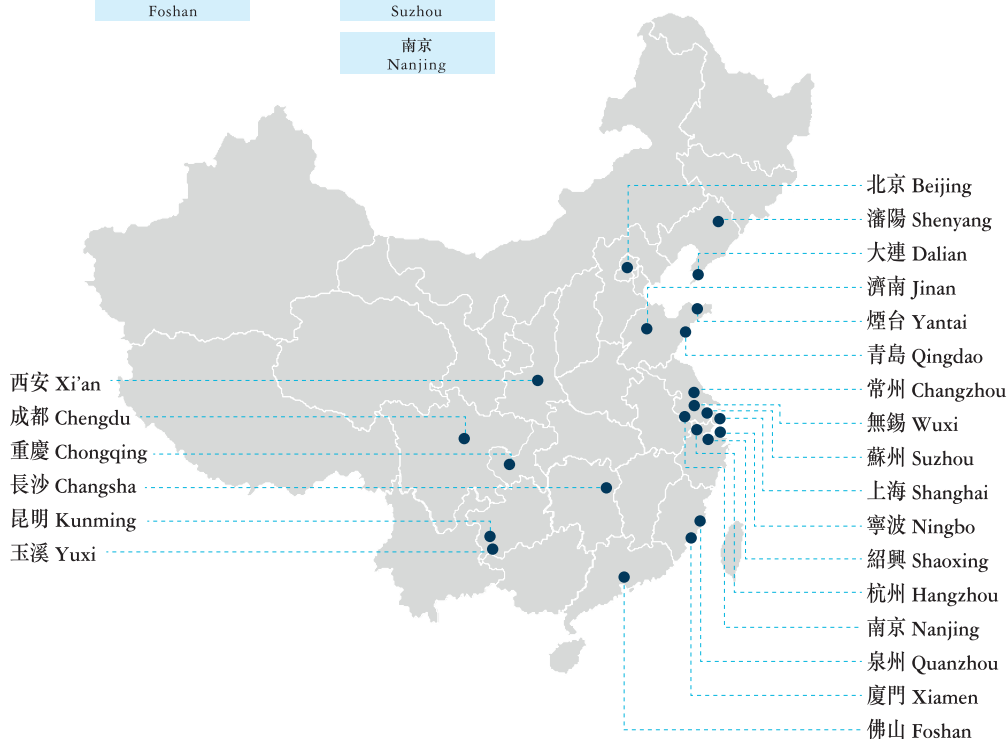 Foshan
Suzhou
南京
Nanjing
北京 Beijing
瀋陽 Shenyang
大連 Dalian
濟南 Jinan
煙台 Yantai
青島 Qingdao
常州 Changzhou
無錫 Wuxi
蘇州 Suzhou
上海 Shanghai
寧波 Ningbo
紹興 Shaoxing
杭州 Hangzhou
南京 Nanjing
泉州 Quanzhou
廈門 Xiamen
佛山 Foshan
西安 Xi’an
成都 Chengdu
重慶 Chongqing
長沙 Changsha
昆明 Kunming
玉溪 Yuxi